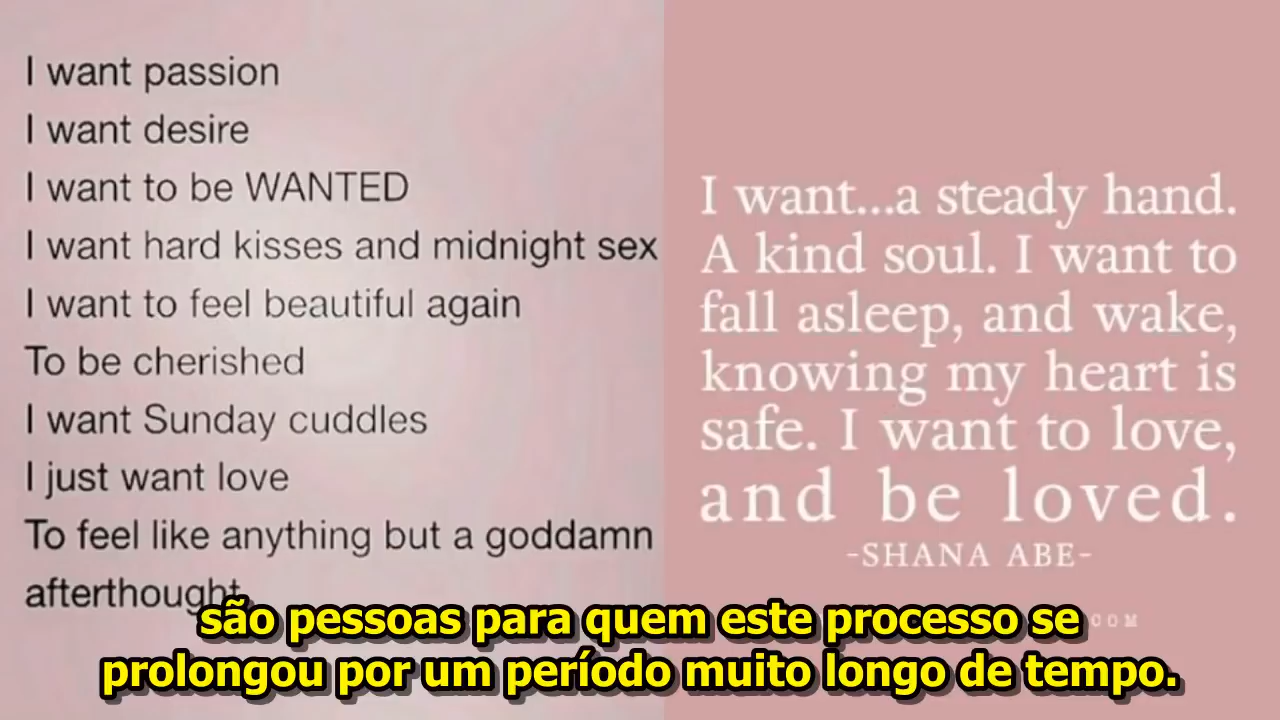 I want passion
I want desire
I want to be WANTED
I want hard kisses and midnight sex
I want to feel beautiful again
To be cherished
I want Sunday cuddles
I just want love
To feel like anything but a goddamn
afterthought
I want...a steady hand.
A kind soul. I want to
fall asleep, and wake,
knowing my heart is
safe. I want to love,
and be loved.
-SHANA ABE-
COM
são pessoas para quem este processo se
prolongou por um período muito longo de tempo.